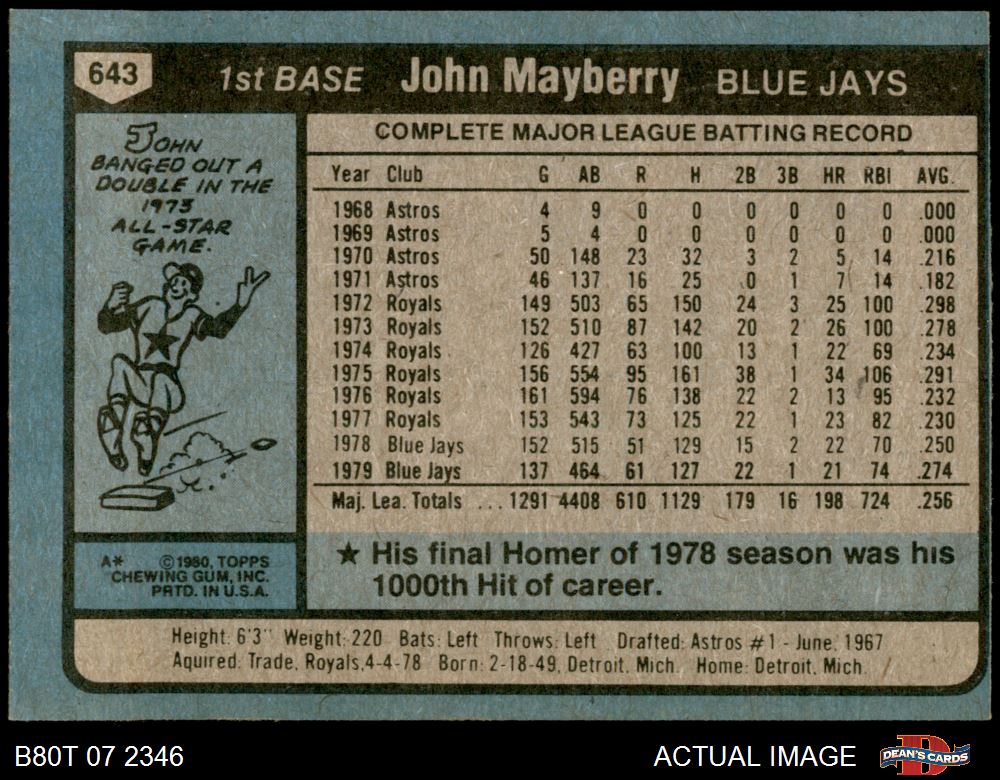 643 1st BASE John Mayberry BLUE JAYS
JOHN
BANGED OUT A
DOUBLE IN THE
1973
ALL-STAR
GAME.
A* ©1980, TOPPS
CHEWING GUM, INC.
PRTD. IN U.S.A.
COMPLETE MAJOR LEAGUE BATTING RECORD
Year Club G AB R H 2B 3B HR RBI AVG.
1968 Astros 4 9 0 0 0 0 0 0 .000
1969 Astros 5 4 0 0 0 0 0 0 .000
1970 Astros 50 148 23 32 3 2 5 14 .216
1971 Astros 46 137 16 25 0 1 7 14 .182
1972 Royals 149 503 65 150 24 3 25 100 .298
1973 Royals 152 510 87 142 20 2 26 100 .278
1974 Royals 126 427 63 100 13 1 22 69 .234
1975 Royals 156 554 95 161 38 1 34 106 .291
1976 Royals 161 594 76 138 22 2 13 95 .232
1977 Royals 153 543 73 125 22 1 23 82 .230
1978 Blue Jays 152 515 51 129 15 2 22 70 .250
1979 Blue Jays 137 464 61 127 22 1 21 74 .274
Maj. Lea. Totals ... 1291 4408 610 1129 179 16 198 724 .256
★ His final Homer of 1978 season was his
1000th Hit of career.
Height: 6'3" Weight: 220 Bats: Left Throws: Left Drafted: Astros #1 - June, 1967
Aquired: Trade, Royals, 4-4-78 Born: 2-18-49, Detroit, Mich. Home: Detroit, Mich.
B80T 07 2346 ACTUAL IMAGE DEAN'S CARDS